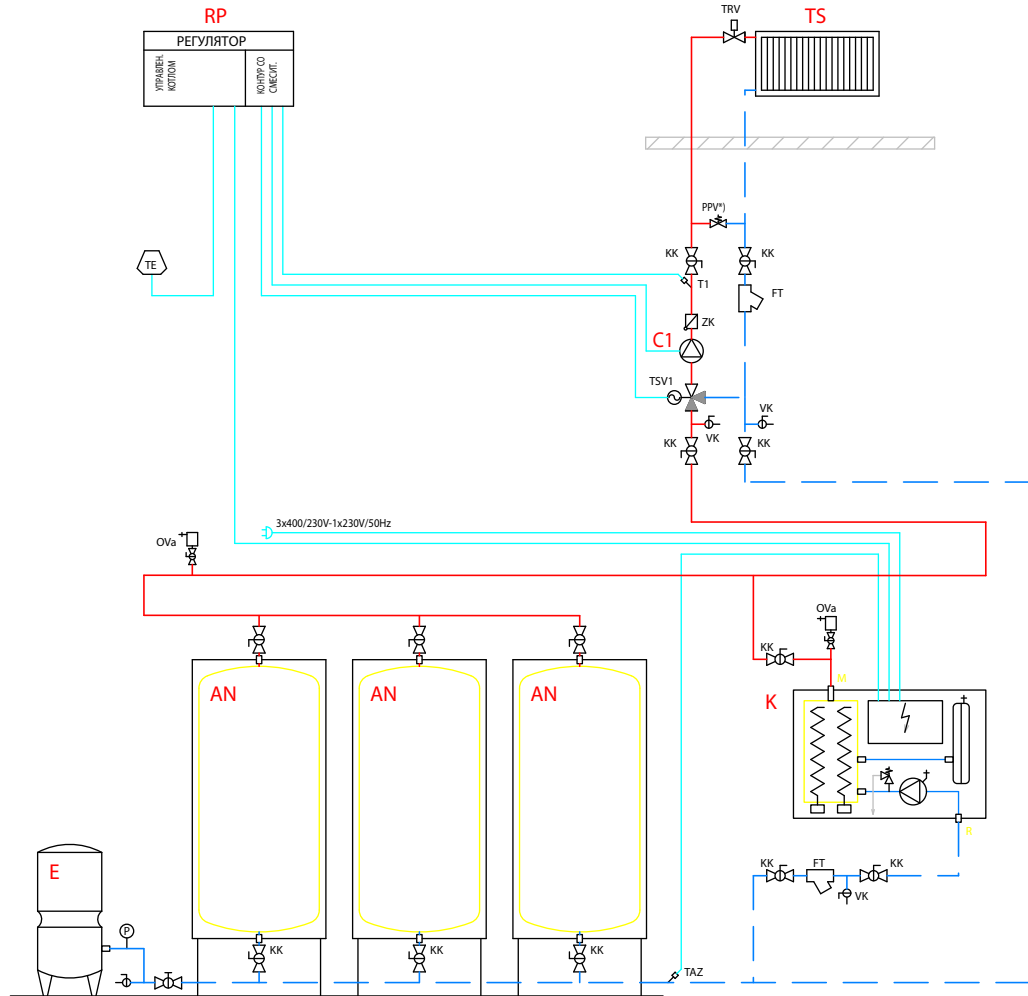 TRV
RP
TS
РЕГУЛЯТОР
УПРАВЛЕН.
КОТЛОМ
КОНТУР СО
СМЕСИТ.
PPV*)
KK
KK
TE
T1
FT
ZK
C1
TSV1
VK
VK
KK
KK
3x400/230V-1x230V/50Hz
OVa
OVa
KK
M
AN
AN
AN
K
R
E
KK
FT
KK
VK
P
KK
KK
KK
TAZ